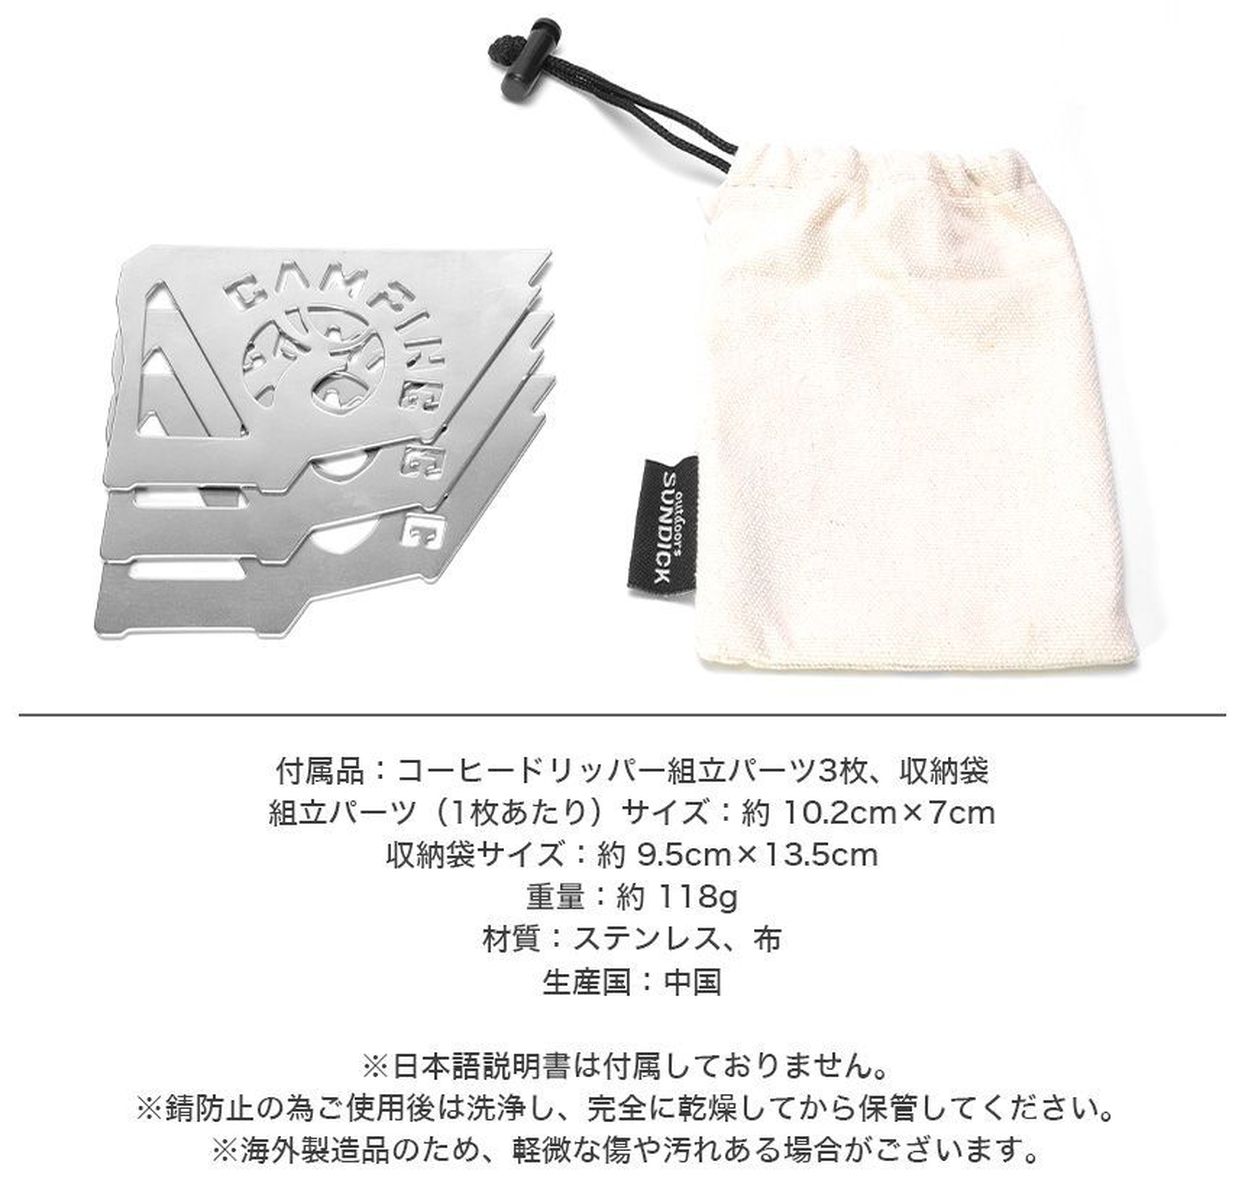 CAMPING
G
G
outdoors
SUNDICK
付属品：コーヒードリッパー組立パーツ3枚、収納袋
組立パーツ（1枚あたり）サイズ：約 10.2cm×7cm
収納袋サイズ：約 9.5cm×13.5cm
重量：約 118g
材質：ステンレス、布
生産国：中国
※日本語説明書は付属しておりません。
※錆防止の為ご使用後は洗浄し、完全に乾燥してから保管してください。
※海外製造品のため、軽微な傷や汚れある場合がございます。